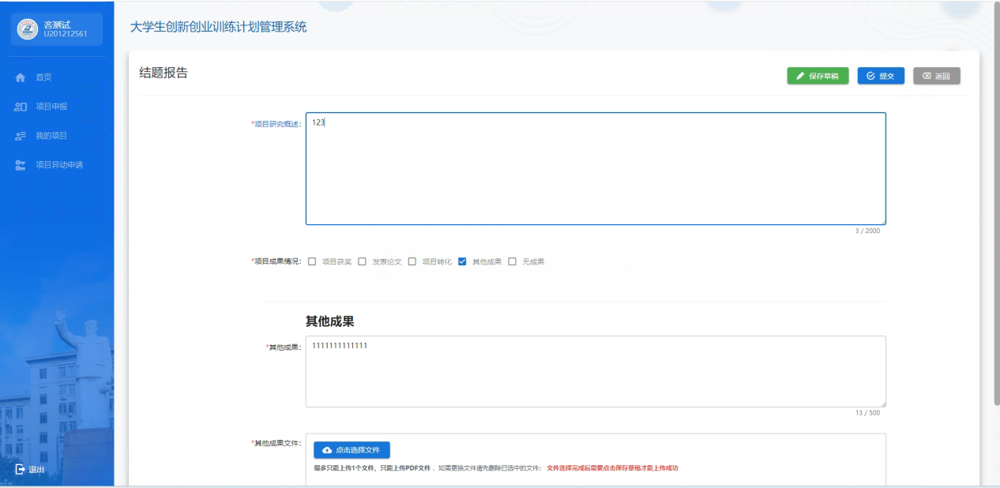 吝测试
U201212561
大学生创新创业训练计划管理系统
首页
项目申报
我的项目
项目异动申请
退出
结题报告
保存草稿
提交
返回
*项目研究概述: 123
3 / 2000
*项目成果情况: 项目获奖 发表论文 项目转化 其他成果 无成果
其他成果
*其他成果: 1111111111111
13 / 500
*其他成果文件: 点击选择文件
最多只能上传1个文件，只能上传PDF文件 ，如需更换文件请先删除已选中的文件； 文件选择完成后需要点击保存草稿才能上传成功